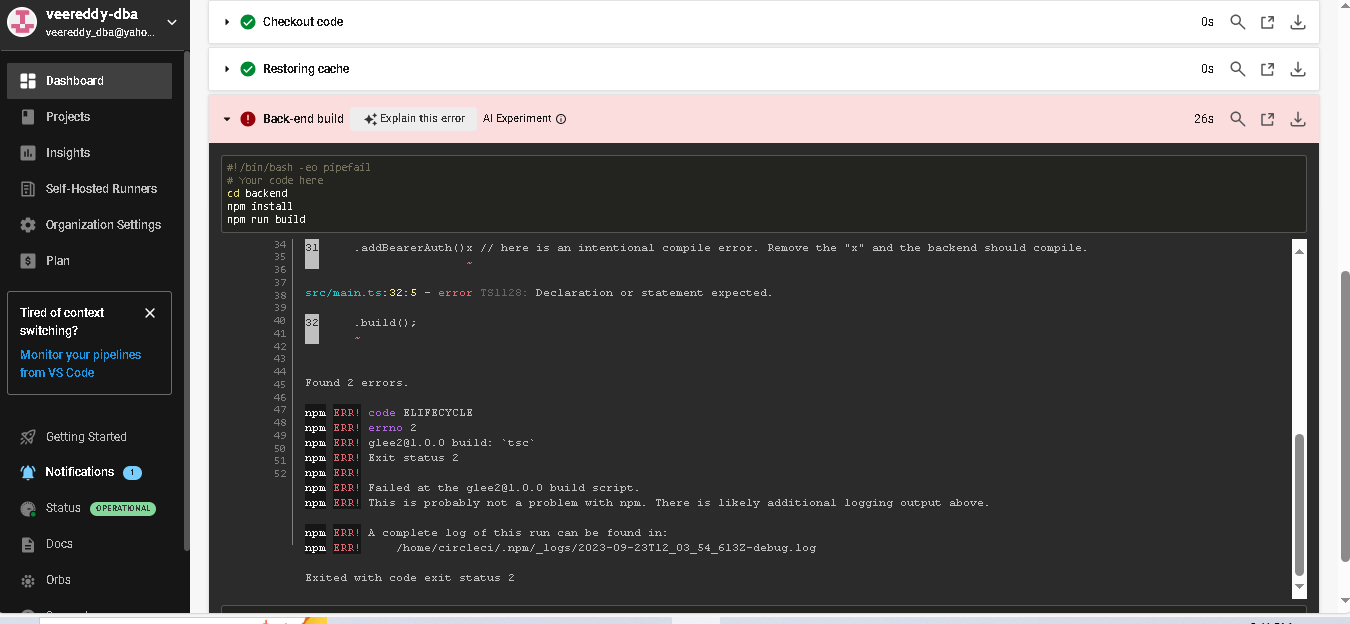 veereddy-dba
veereddy_dba@yaho...
Dashboard
Projects
Insights
Self-Hosted Runners
Organization Settings
Plan
Tired of context
switching?
Monitor your pipelines
from VS Code
Getting Started
Notifications 1
Status OPERATIONAL
Docs
Orbs
Checkout code 0s
Restoring cache 0s
Back-end build Explain this error AI Experiment 26s
#!/bin/bash -eo pipefail
# Your code here
cd backend
npm install
npm run build
34
35
36
37
38
39
40
41
42
43
44
45
46
47
48
49
50
51
52
31 .addBearerAuth()x // here is an intentional compile error. Remove the "x" and the backend should compile.
~
src/main.ts:32:5 - error TS1128: Declaration or statement expected.
32 .build();
~
Found 2 errors.
npm ERR! code ELIFECYCLE
npm ERR! errno 2
npm ERR! glee2@1.0.0 build: `tsc`
npm ERR! Exit status 2
npm ERR!
npm ERR! Failed at the glee2@1.0.0 build script.
npm ERR! This is probably not a problem with npm. There is likely additional logging output above.
npm ERR! A complete log of this run can be found in:
npm ERR! /home/circleci/.npm/_logs/2023-09-23T12_03_54_613Z-debug.log
Exited with code exit status 2